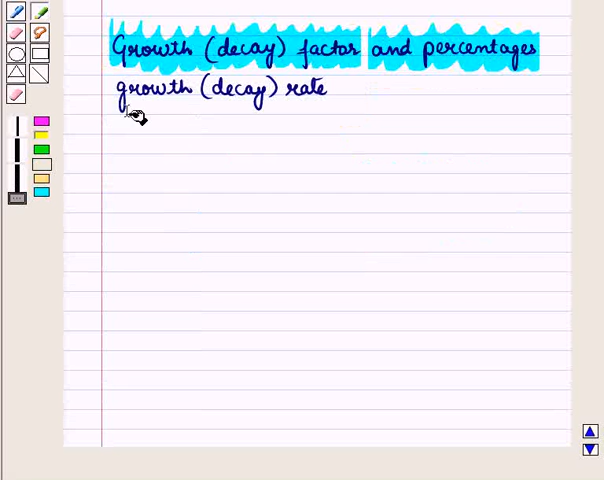 Growth (decay) factor and percentages
growth (decay) rate